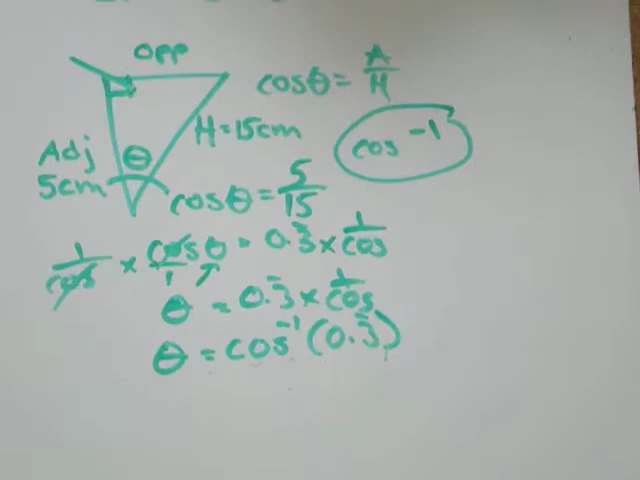 Opp
cosθ = A/H
H = 15cm
cos⁻¹
Adj
θ
5cm
cosθ = 5/15
1/cos × cosθ/1 = 0.3̄ × 1/cos
θ = 0.3̄ × 1/cos
θ = cos⁻¹(0.3̄)